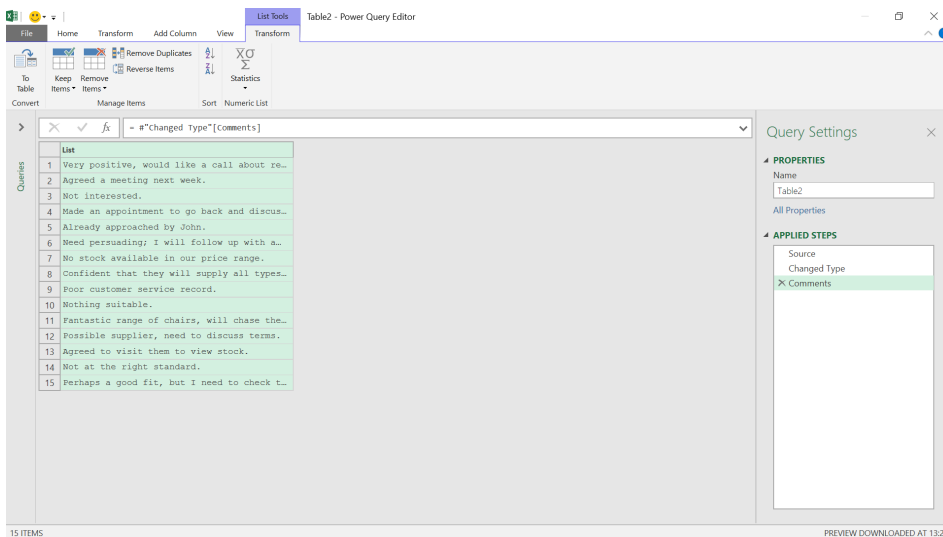 List Tools
Table2 - Power Query Editor
File
Home
Transform
Add Column
View
Transform
To
Table
Keep
Items
Remove
Items
Remove Duplicates
Reverse Items
Statistics
Convert
Manage Items
Sort
Numeric List
fx
= #"Changed Type"[Comments]
Queries
List
1 Very positive, would like a call about re…
2 Agreed a meeting next week.
3 Not interested.
4 Made an appointment to go back and discus…
5 Already approached by John.
6 Need persuading; I will follow up with a…
7 No stock available in our price range.
8 Confident that they will supply all types…
9 Poor customer service record.
10 Nothing suitable.
11 Fantastic range of chairs, will chase the…
12 Possible supplier, need to discuss terms.
13 Agreed to visit them to view stock.
14 Not at the right standard.
15 Perhaps a good fit, but I need to check t…
Query Settings
PROPERTIES
Name
Table2
All Properties
APPLIED STEPS
Source
Changed Type
Comments
15 ITEMS
PREVIEW DOWNLOADED AT 13:2